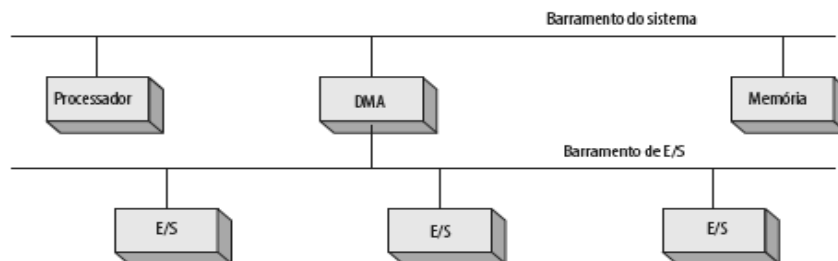 Barramento do sistema
Processador
DMA
Memória
Barramento de E/S
E/S
E/S
E/S